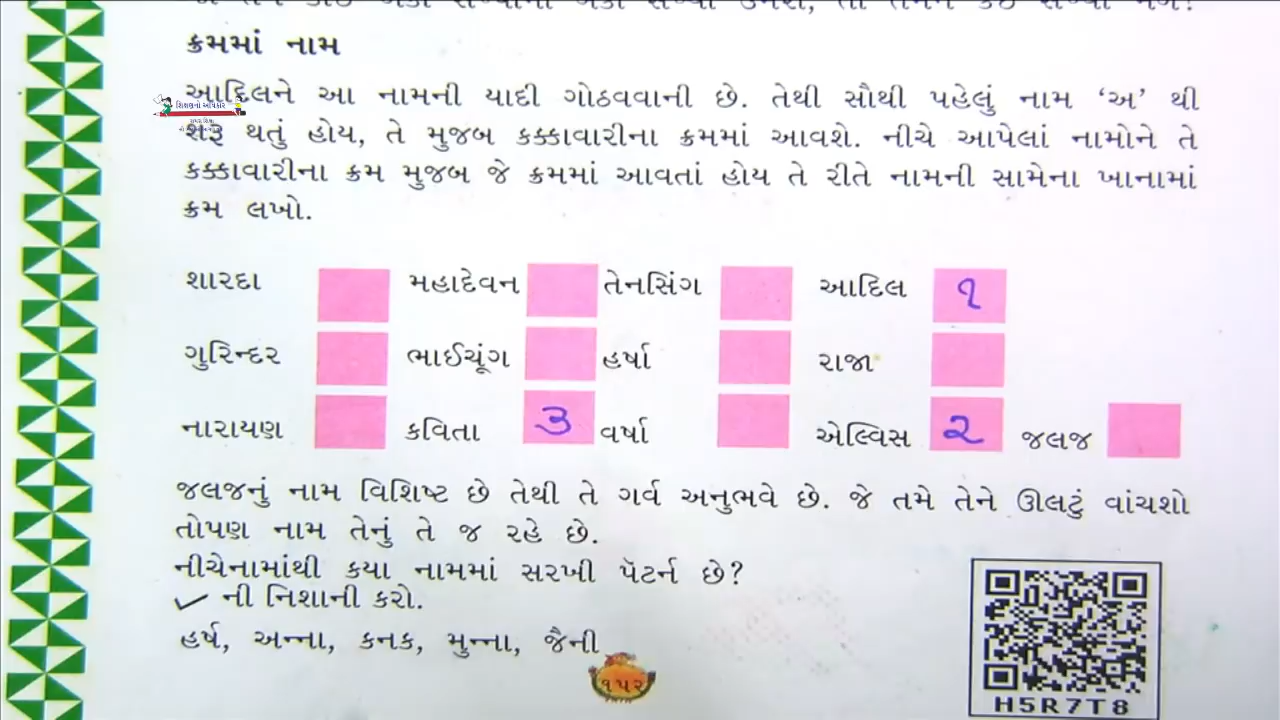 ક્રમમાં નામ
આદિલને આ નામની યાદી ગોઠવવાની છે. તેથી સૌથી પહેલું નામ ‘અ’ થી
શરૂ થતું હોય, તે મુજબ કક્કાવારીના ક્રમમાં આવશે. નીચે આપેલાં નામોને તે
કક્કાવારીના ક્રમ મુજબ જે ક્રમમાં આવતાં હોય તે રીતે નામની સામેના ખાનામાં
ક્રમ લખો.
શારદા મહાદેવન તેનસિંગ આદિલ ૧
ગુરિન્દર ભાઈચૂંગ હર્ષા રાજા
નારાયણ કવિતા ૩ વર્ષા એલ્વિસ ૨ જલજ
જલજનું નામ વિશિષ્ટ છે તેથી તે ગર્વ અનુભવે છે. જે તમે તેને ઊલટું વાંચશો
તોપણ નામ તેનું તે જ રહે છે.
નીચેનામાંથી કયા નામમાં સરખી પૅટર્ન છે?
✓ ની નિશાની કરો.
હર્ષ, અન્ના, કનક, મુન્ના, જૈની
૧૫૨
H5R7T8